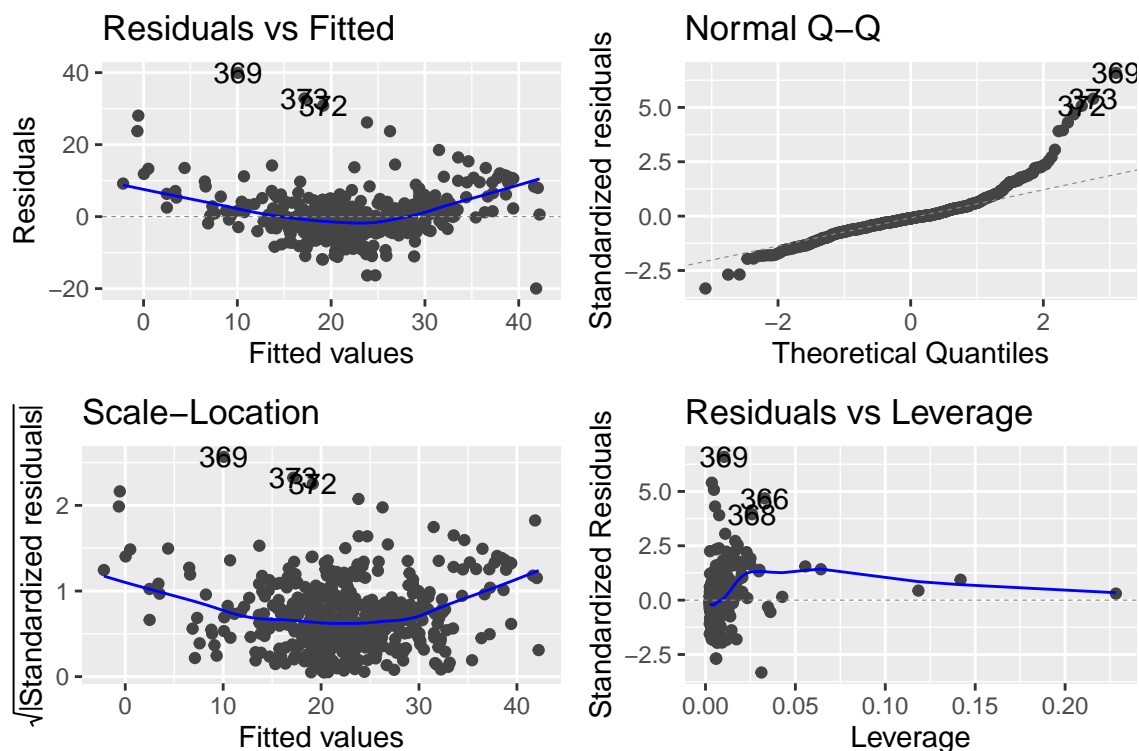 Residuals vs Fitted
Residuals
40
20
0
−20
369
373
372
0 10 20 30 40
Fitted values
Normal Q−Q
Standardized residuals
5.0
2.5
0.0
−2.5
369
373
372
−2 0 2
Theoretical Quantiles
Scale−Location
√|Standardized residuals|
2
1
0
369
373
372
0 10 20 30 40
Fitted values
Residuals vs Leverage
Standardized Residuals
5.0
2.5
0.0
−2.5
369
366
368
0.00 0.05 0.10 0.15 0.20
Leverage